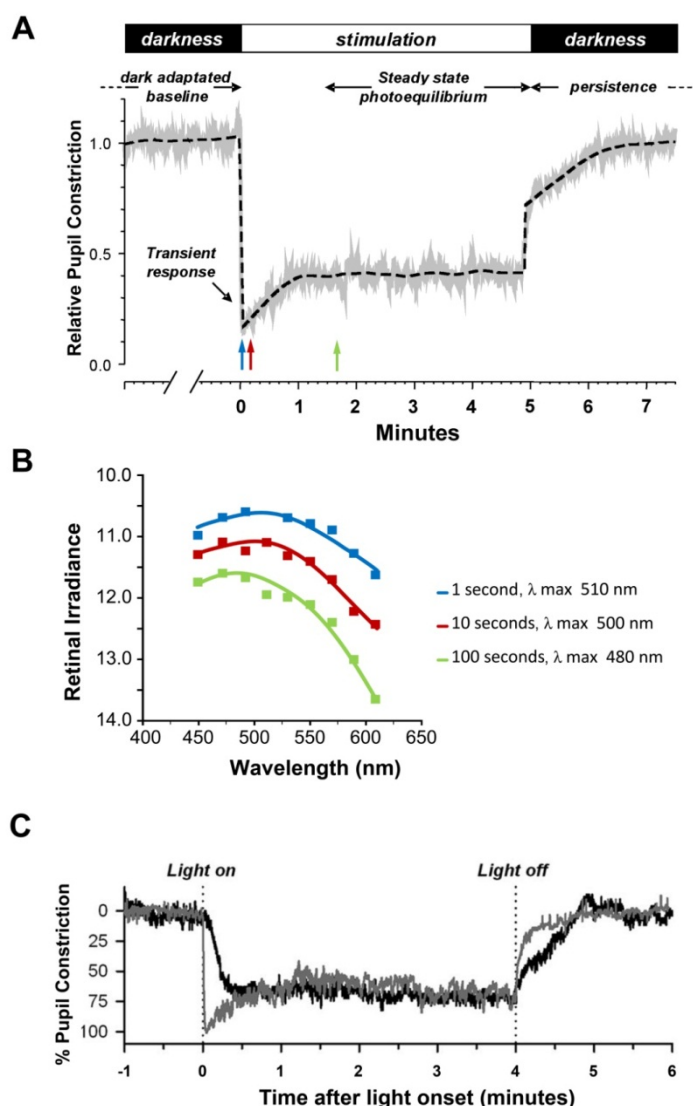 A
darkness stimulation darkness
dark adaptated
baseline
Steady state
photoequilibrium
persistence
Relative Pupil Constriction
1.0
0.5
0.0
Transient
response
0 1 2 3 4 5 6 7
Minutes
B
Retinal Irradiance
10.0
11.0
12.0
13.0
14.0
400 450 500 550 600 650
Wavelength (nm)
1 second, λ max 510 nm
10 seconds, λ max 500 nm
100 seconds, λ max 480 nm
C
Light on Light off
% Pupil Constriction
0
25
50
75
100
-1 0 1 2 3 4 5 6
Time after light onset (minutes)